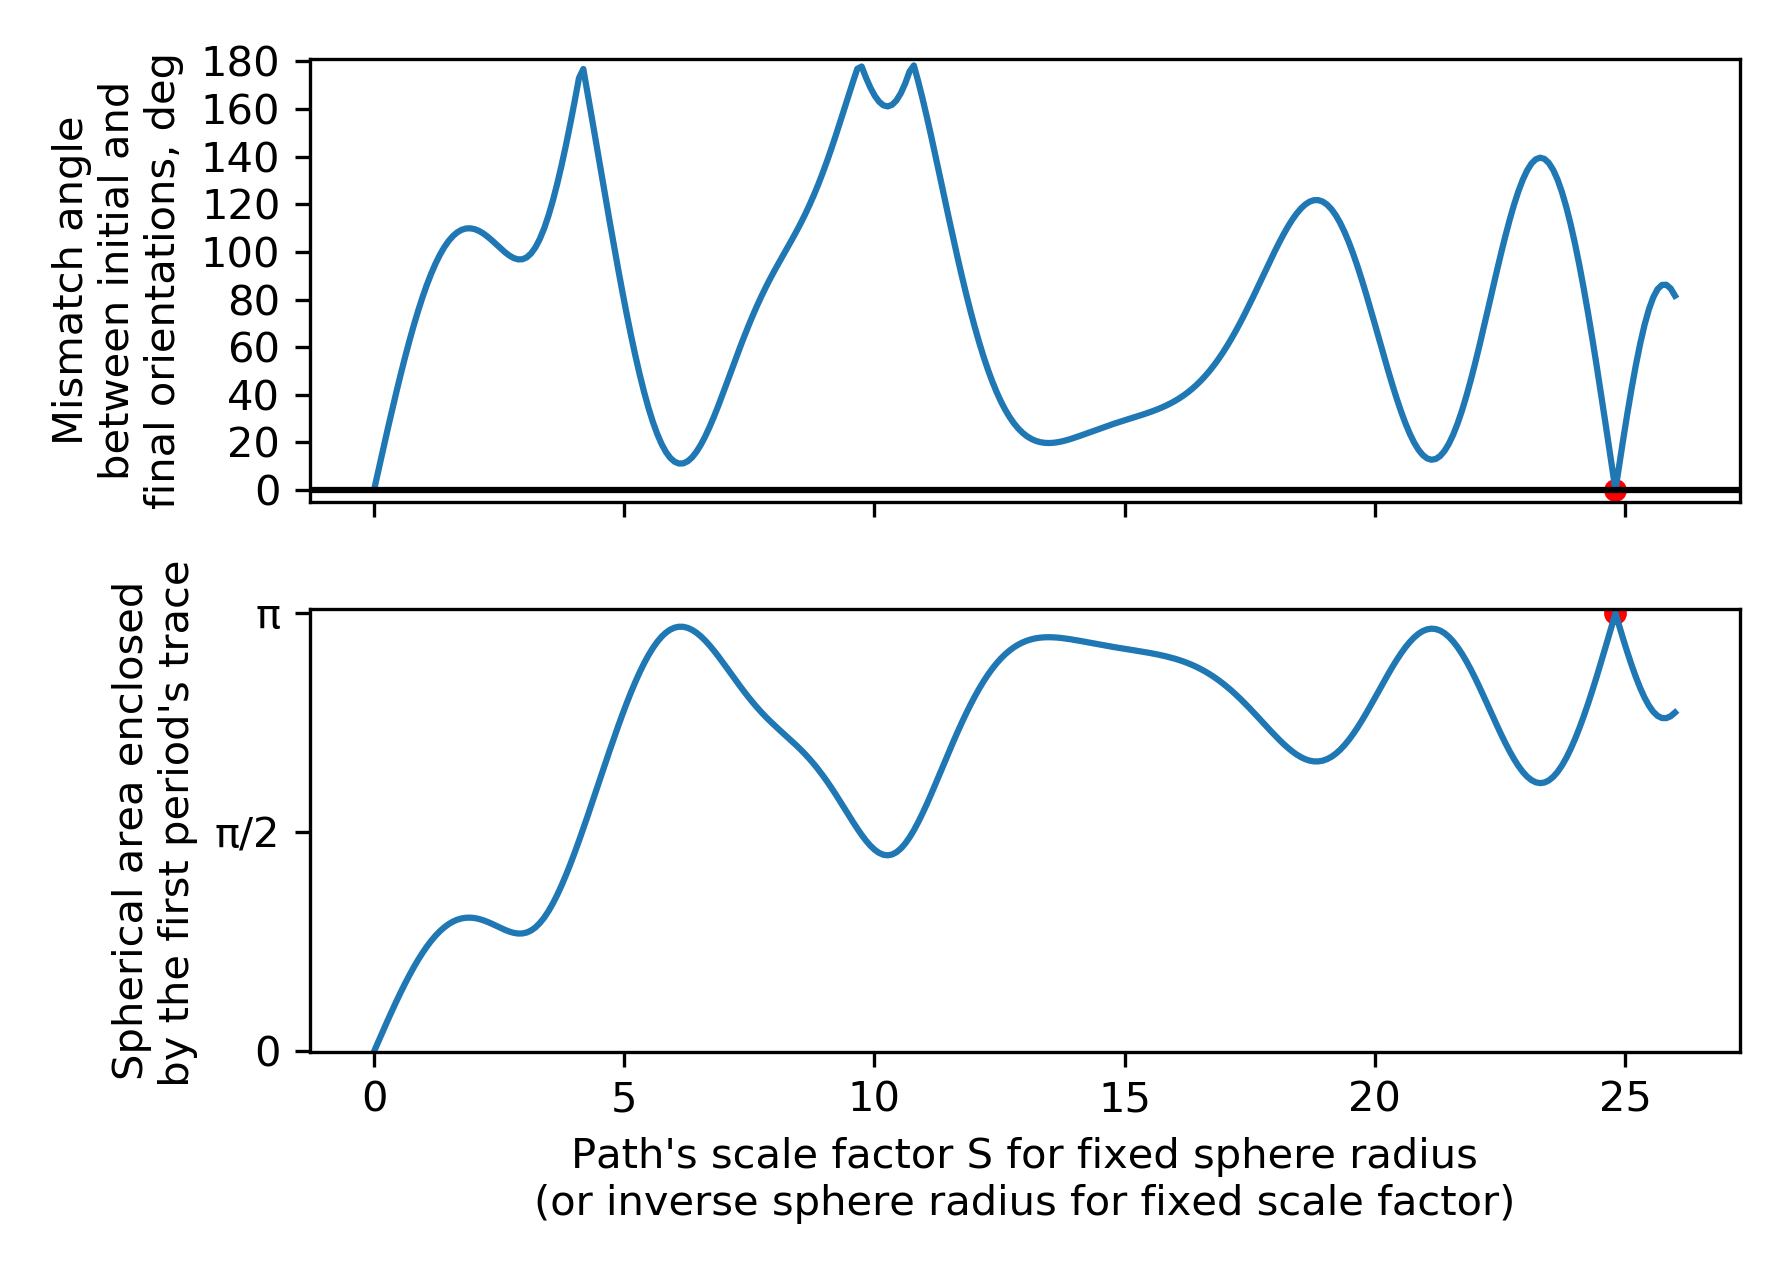 Mismatch angle
between initial and
final orientations, deg
180
160
140
120
100
80
60
40
20
0
Spherical area enclosed
by the first period's trace
π
π/2
0
0 5 10 15 20 25
Path's scale factor S for fixed sphere radius
(or inverse sphere radius for fixed scale factor)